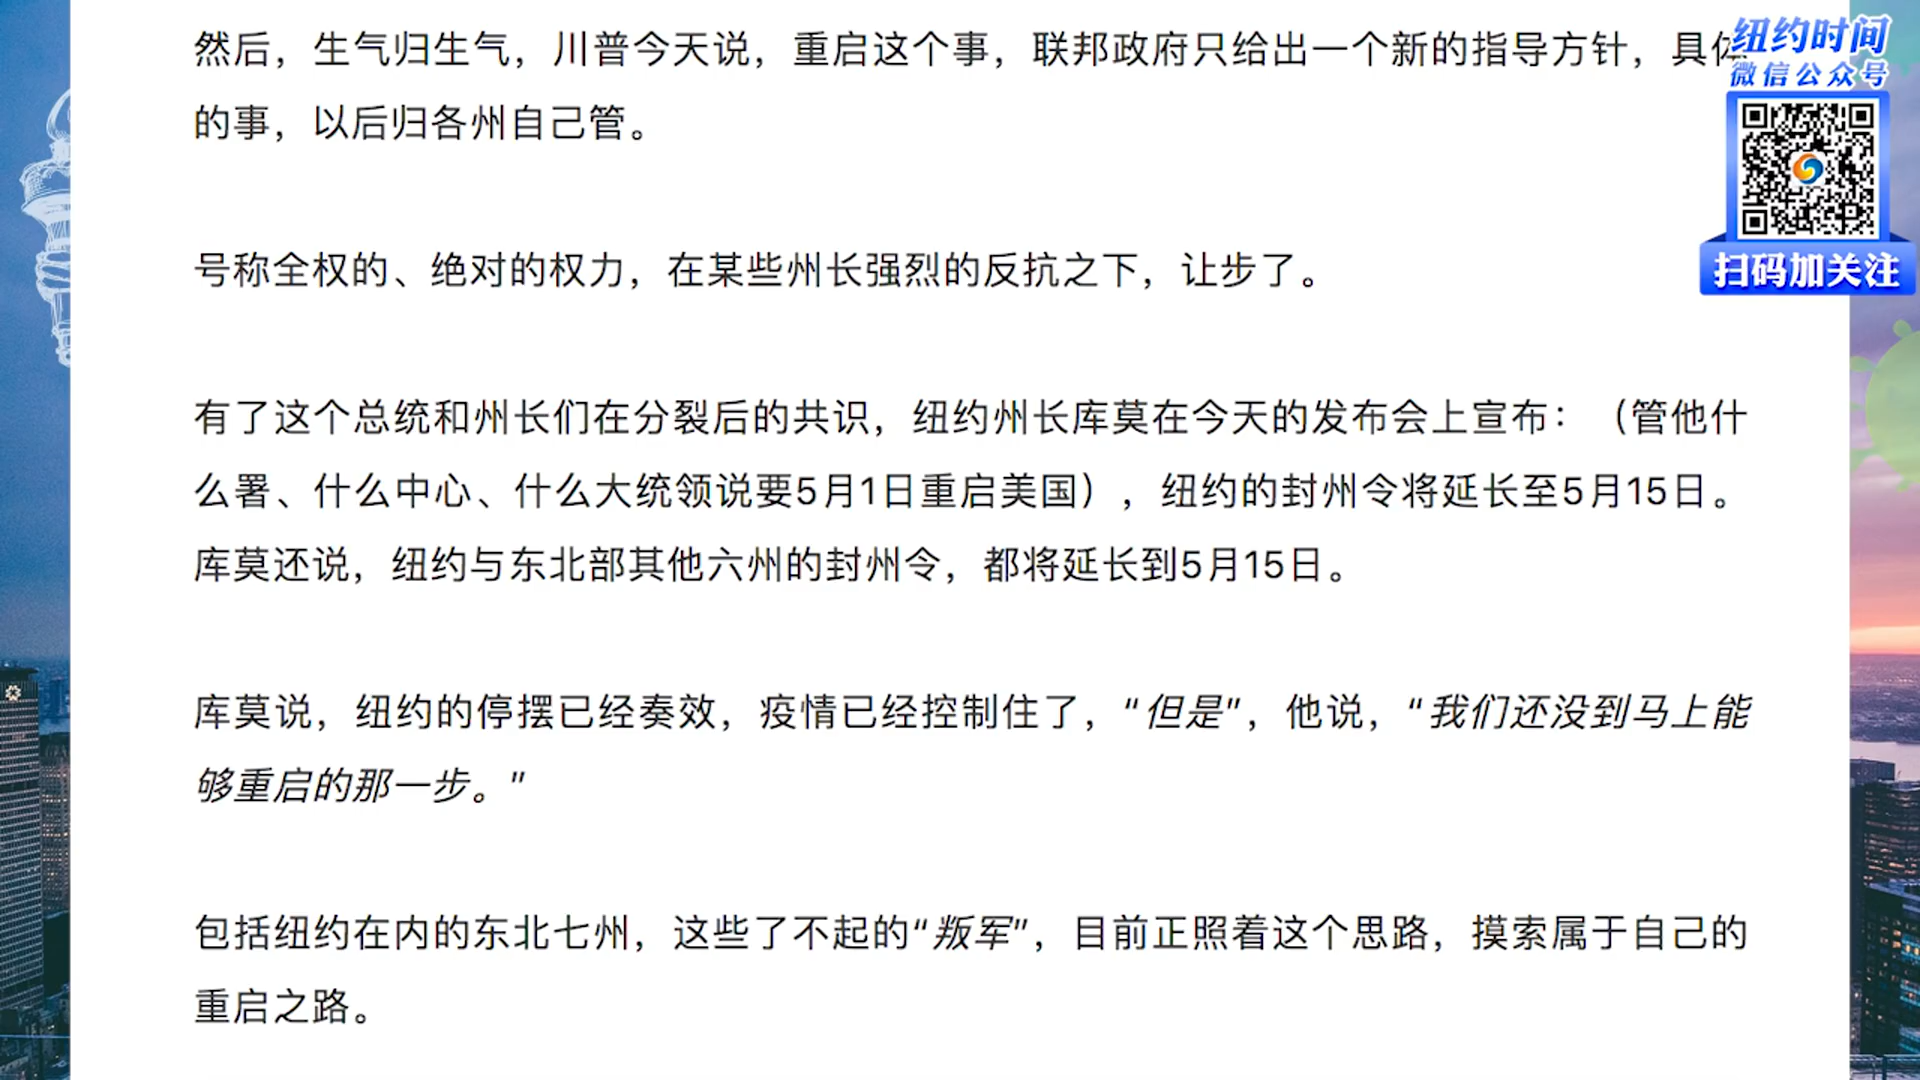 然后，生气归生气，川普今天说，重启这个事，联邦政府只给出一个新的指导方针，具体
的事，以后归各州自己管。
号称全权的、绝对的权力，在某些州长强烈的反抗之下，让步了。
有了这个总统和州长们在分裂后的共识，纽约州长库莫在今天的发布会上宣布：（管他什
么署、什么中心、什么大统领说要5月1日重启美国），纽约的封州令将延长至5月15日。
库莫还说，纽约与东北部其他六州的封州令，都将延长到5月15日。
库莫说，纽约的停摆已经奏效，疫情已经控制住了，“但是”，他说，“我们还没到马上能
够重启的那一步。”
包括纽约在内的东北七州，这些了不起的“叛军”，目前正照着这个思路，摸索属于自己的
重启之路。
纽约时间
微信公众号
扫码加关注